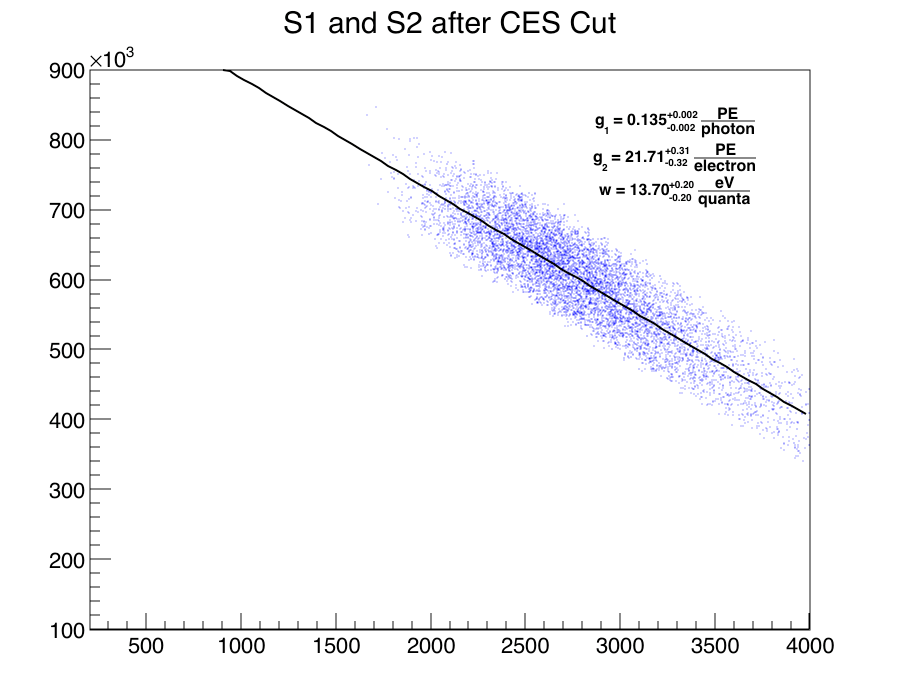 S1 and S2 after CES Cut
×10³
900
800
700
600
500
400
300
200
100
g₁ = 0.135 +0.002 -0.002 PE/photon
g₂ = 21.71 +0.31 -0.32 PE/electron
w = 13.70 +0.20 -0.20 eV/quanta
500 1000 1500 2000 2500 3000 3500 4000